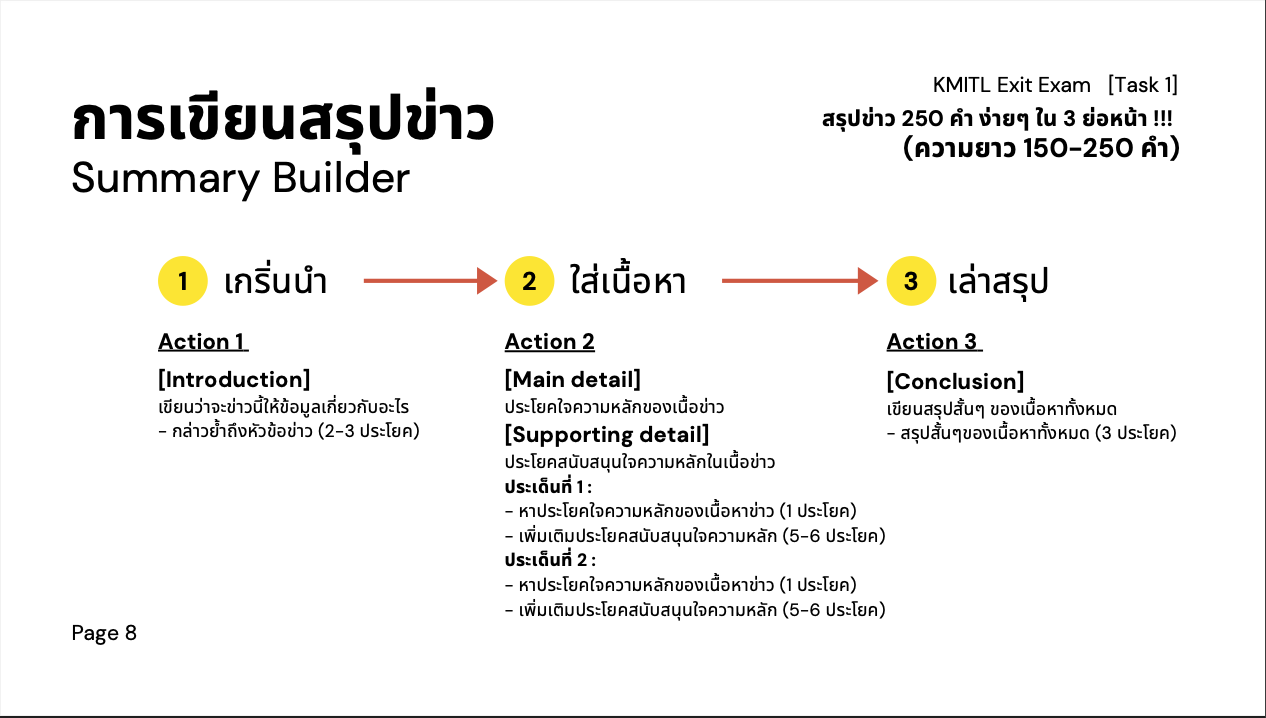 การเขียนสรุปข่าว
Summary Builder
KMITL Exit Exam [Task 1]
สรุปข่าว 250 คำ ง่ายๆ ใน 3 ย่อหน้า !!!
(ความยาว 150-250 คำ)
1 เกริ่นนำ
Action 1
[Introduction]
เขียนว่าจะข่าวนี้ให้ข้อมูลเกี่ยวกับอะไร
- กล่าวย้ำถึงหัวข้อข่าว (2-3 ประโยค)
2 ใส่เนื้อหา
Action 2
[Main detail]
ประโยคใจความหลักของเนื้อข่าว
[Supporting detail]
ประโยคสนับสนุนใจความหลักในเนื้อข่าว
ประเด็นที่ 1 :
- หาประโยคใจความหลักของเนื้อหาข่าว (1 ประโยค)
- เพิ่มเติมประโยคสนับสนุนใจความหลัก (5-6 ประโยค)
ประเด็นที่ 2 :
- หาประโยคใจความหลักของเนื้อหาข่าว (1 ประโยค)
- เพิ่มเติมประโยคสนับสนุนใจความหลัก (5-6 ประโยค)
3 เล่าสรุป
Action 3
[Conclusion]
เขียนสรุปสั้นๆ ของเนื้อหาทั้งหมด
- สรุปสั้นๆของเนื้อหาทั้งหมด (3 ประโยค)
Page 8